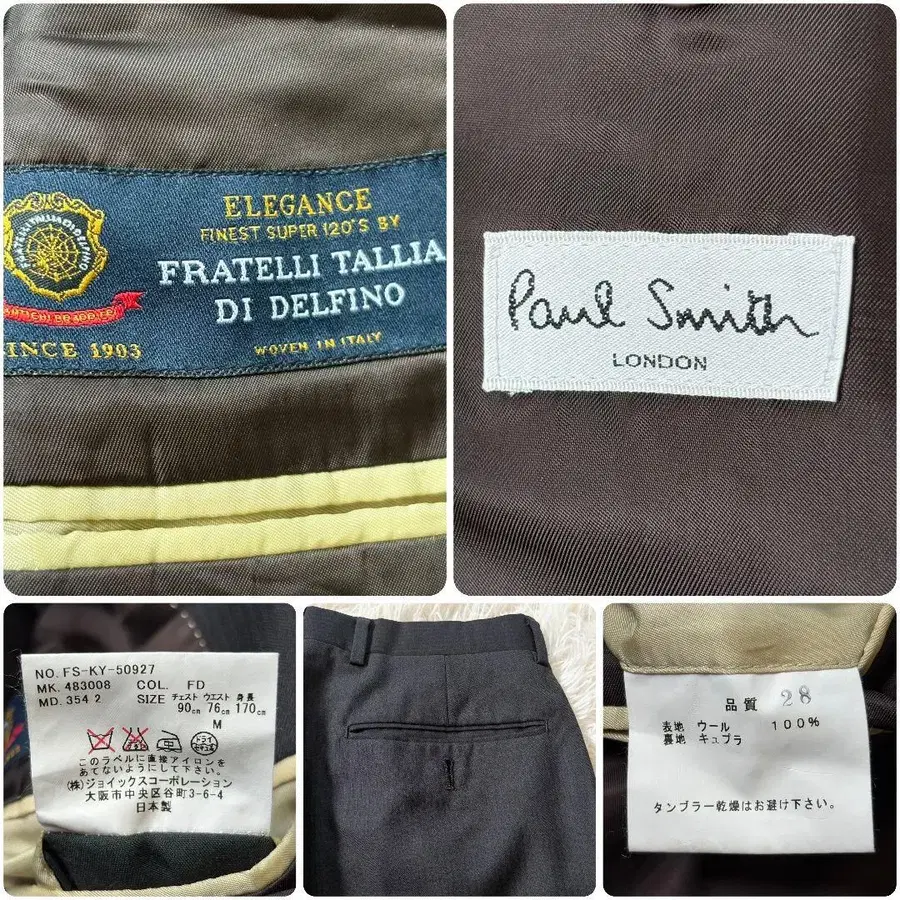 ELEGANCE
FINEST SUPER 120'S BY
FRATELLI TALLIA
DI DELFINO
WOVEN IN ITALY
SINCE 1903
Paul Smith
LONDON
NO. FS-KY-50927
MK. 483008 COL. FD
MD. 354 2 SIZE チェスト ウエスト 身長
90cm 76cm 170cm
M
このラベルに直接アイロンを
あてないようにして下さい。
(株)ジョイックスコーポレーション
大阪市中央区谷町3-6-4
日本製
品質 28
表地 ウール 100%
裏地 キュプラ
タンブラー乾燥はお避け下さい。